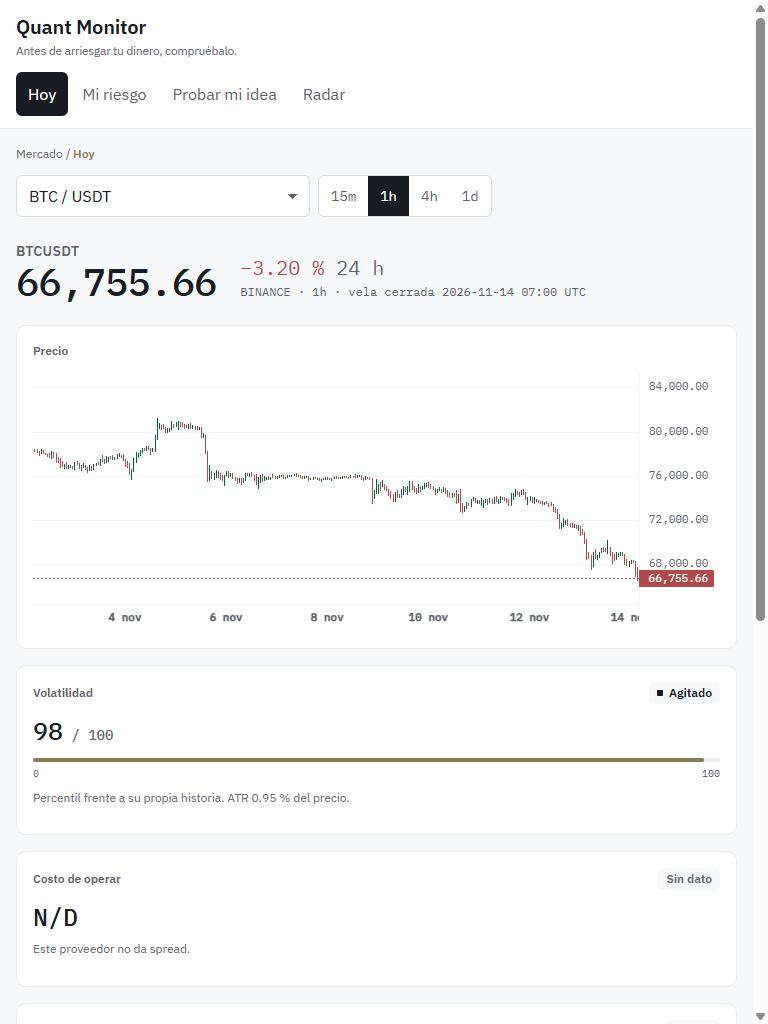 Quant Monitor
Antes de arriesgar tu dinero, compruébalo.
Hoy Mi riesgo Probar mi idea Radar
Mercado / Hoy
BTC / USDT 15m 1h 4h 1d
BTCUSDT
66,755.66 −3.20 % 24 h
BINANCE · 1h · vela cerrada 2026-11-14 07:00 UTC
Precio
84,000.00
80,000.00
76,000.00
72,000.00
68,000.00
66,755.66
4 nov 6 nov 8 nov 10 nov 12 nov 14 n
Volatilidad Agitado
98 / 100
0 100
Percentil frente a su propia historia. ATR 0.95 % del precio.
Costo de operar Sin dato
N/D
Este proveedor no da spread.